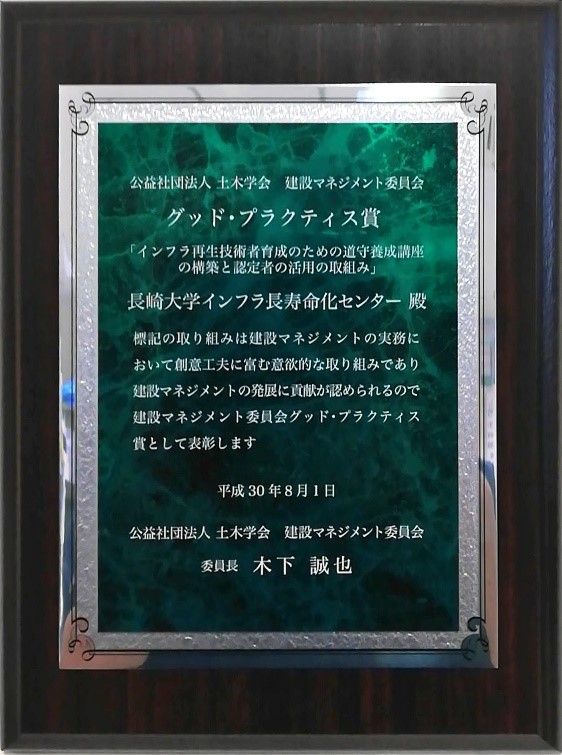 公益社団法人 土木学会　建設マネジメント委員会
グッド・プラクティス賞
「インフラ再生技術者育成のための道守養成講座
の構築と認定者の活用の取組み」
長崎大学インフラ長寿命化センター 殿
標記の取り組みは建設マネジメントの実務に
おいて創意工夫に富む意欲的な取り組みであり
建設マネジメントの発展に貢献が認められるので
建設マネジメント委員会グッド・プラクティス
賞として表彰します
平成30年8月1日
公益社団法人 土木学会　建設マネジメント委員会
委員長　木下 誠也